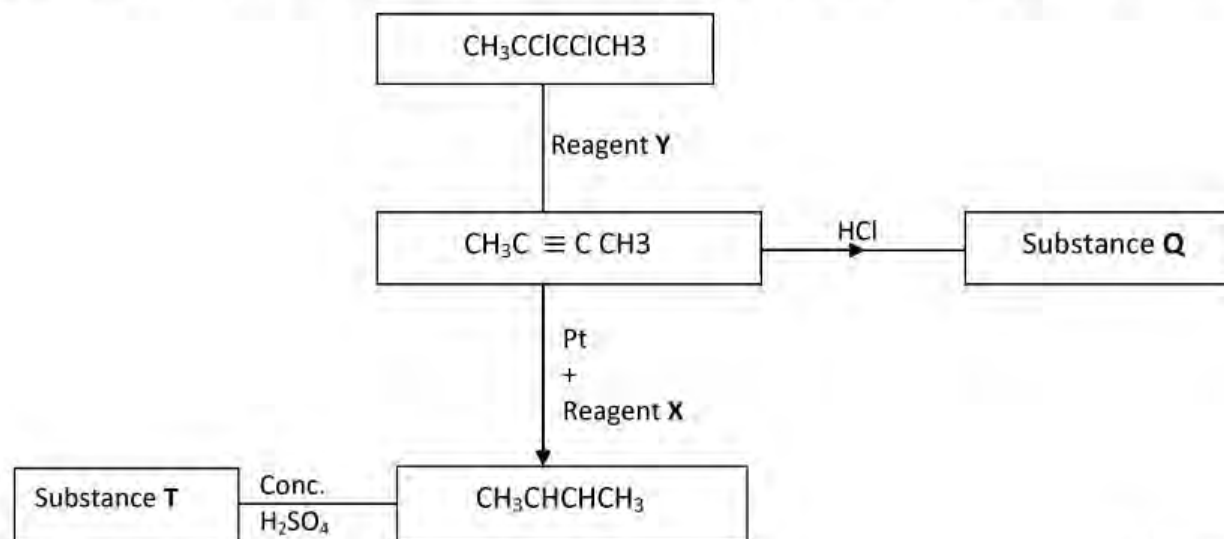 CH₃CClCClCH3
Reagent Y
CH₃C ≡ C CH3
HCl
Substance Q
Pt
+
Reagent X
Substance T
Conc.
H₂SO₄
CH₃CHCHCH₃